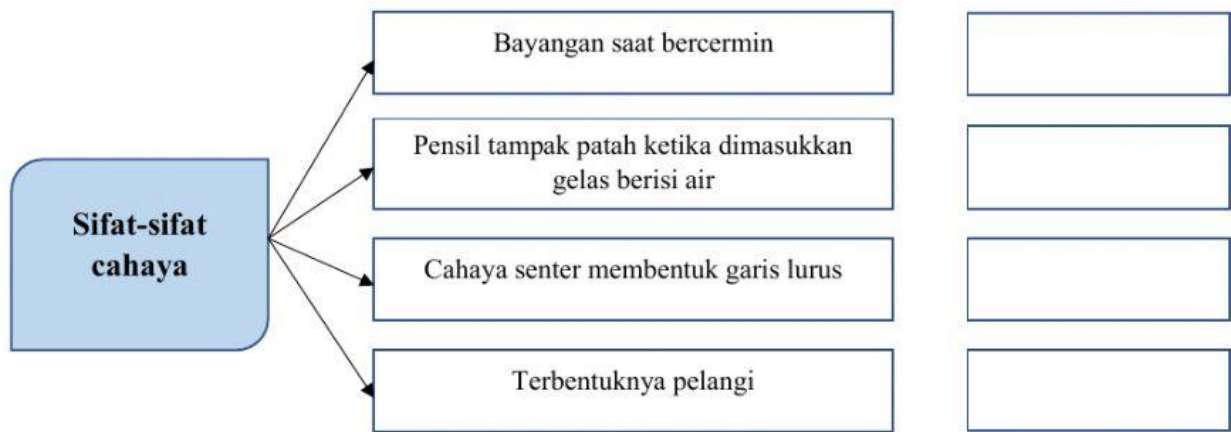 Bayangan saat bercermin
Pensil tampak patah ketika dimasukkan
gelas berisi air
Sifat-sifat
cahaya
Cahaya senter membentuk garis lurus
Terbentuknya pelangi